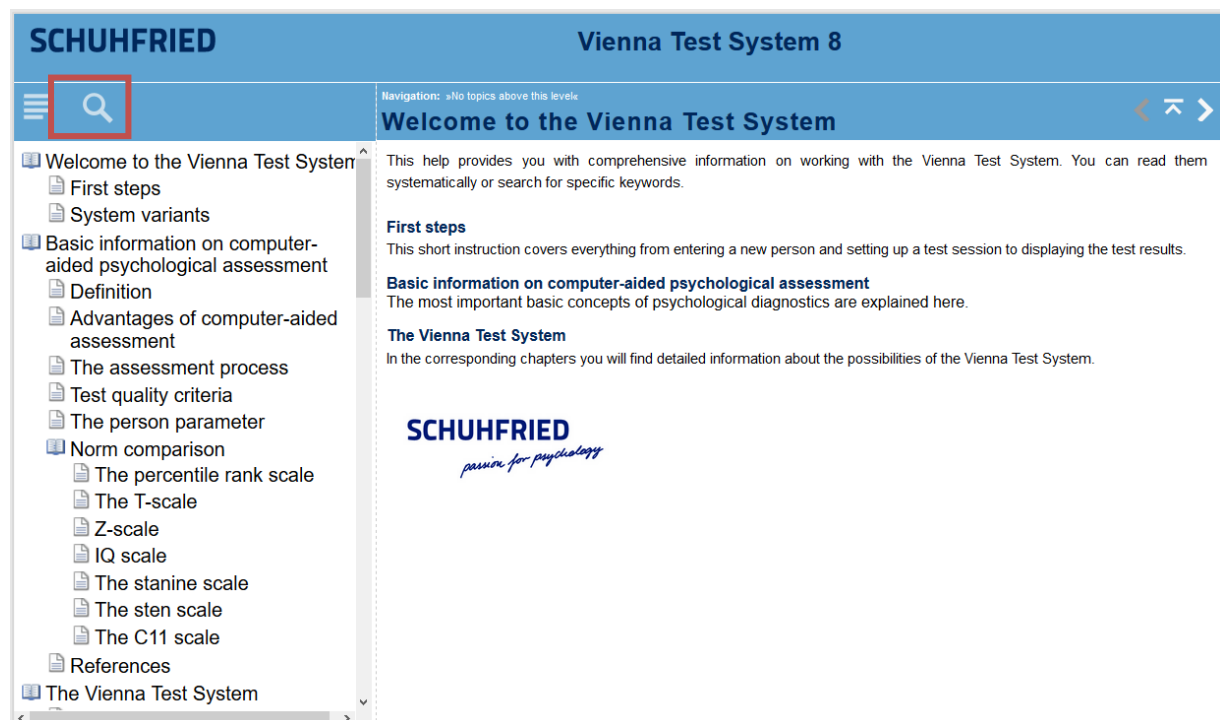 SCHUHFRIED
Vienna Test System 8
Navigation: »No topics above this level«
Welcome to the Vienna Test System
Welcome to the Vienna Test System
First steps
System variants
Basic information on computer-
aided psychological assessment
Definition
Advantages of computer-aided
assessment
The assessment process
Test quality criteria
The person parameter
Norm comparison
The percentile rank scale
The T-scale
Z-scale
IQ scale
The stanine scale
The sten scale
The C11 scale
References
The Vienna Test System
This help provides you with comprehensive information on working with the Vienna Test System. You can read them
systematically or search for specific keywords.
First steps
This short instruction covers everything from entering a new person and setting up a test session to displaying the test results.
Basic information on computer-aided psychological assessment
The most important basic concepts of psychological diagnostics are explained here.
The Vienna Test System
In the corresponding chapters you will find detailed information about the possibilities of the Vienna Test System.
SCHUHFRIED
passion for psychology